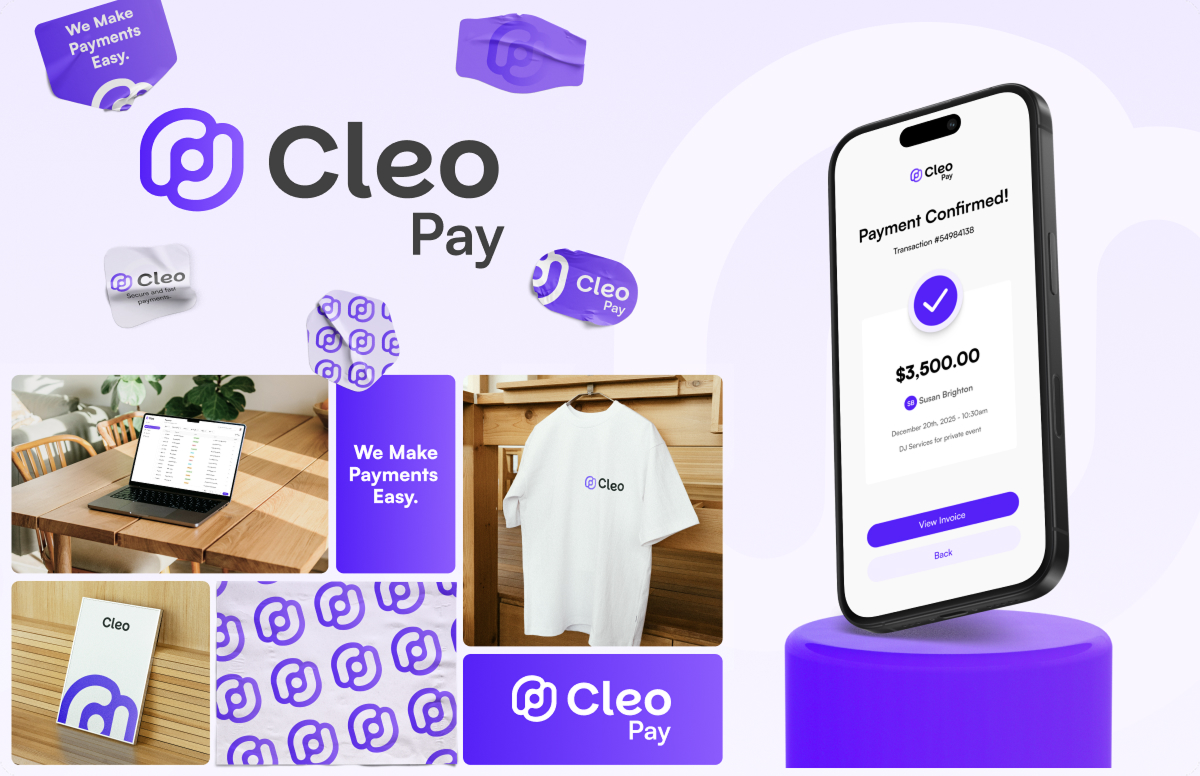 We Make
Payments
Easy.
Cleo
Pay
Cleo
Secure and fast
payments.
Cleo
Pay
We Make
Payments
Easy.
Cleo
Cleo
Cleo
Pay
Cleo
Pay
Payment Confirmed!
Transaction #54984138
$3,500.00
SB Susan Brighton
December 20th, 2025 - 10:30am
DJ Services for private event
View Invoice
Back